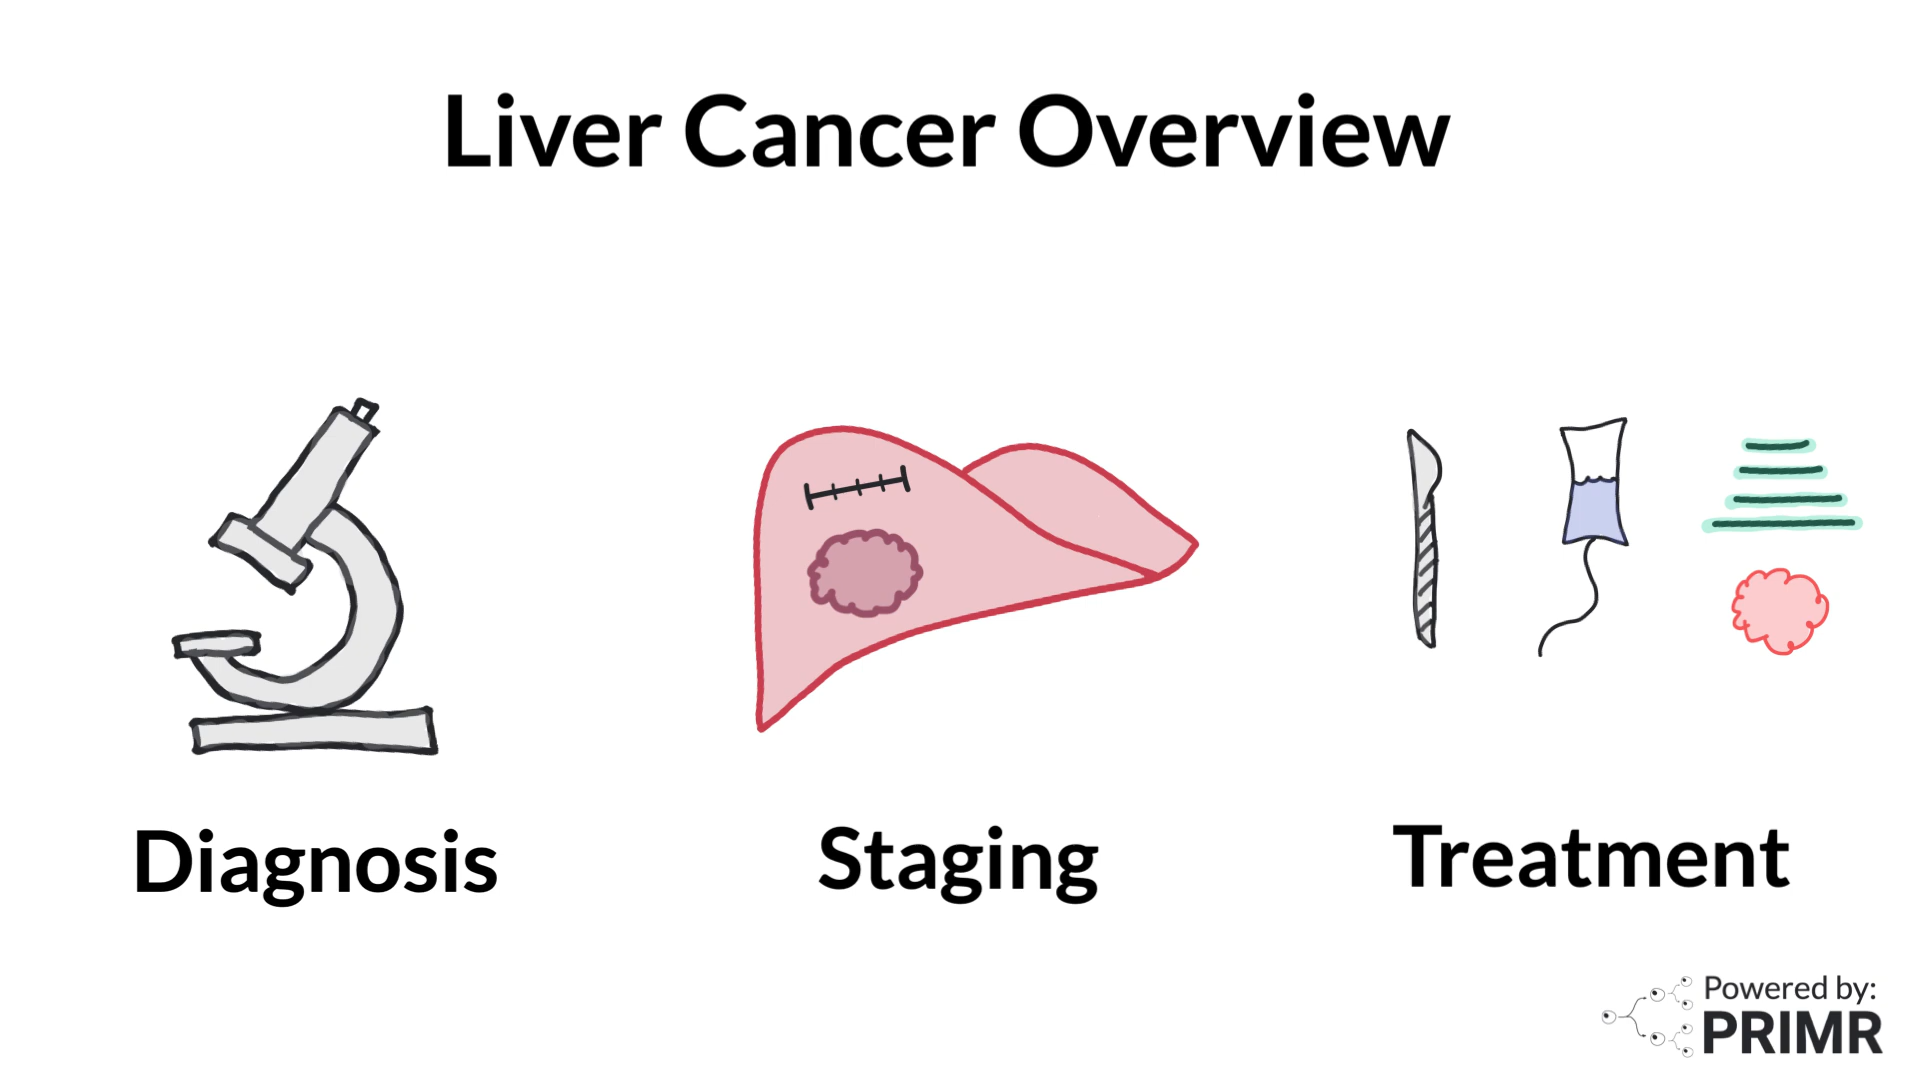 Liver Cancer Overview
Diagnosis
Staging
Treatment
Powered by:
PRIMR